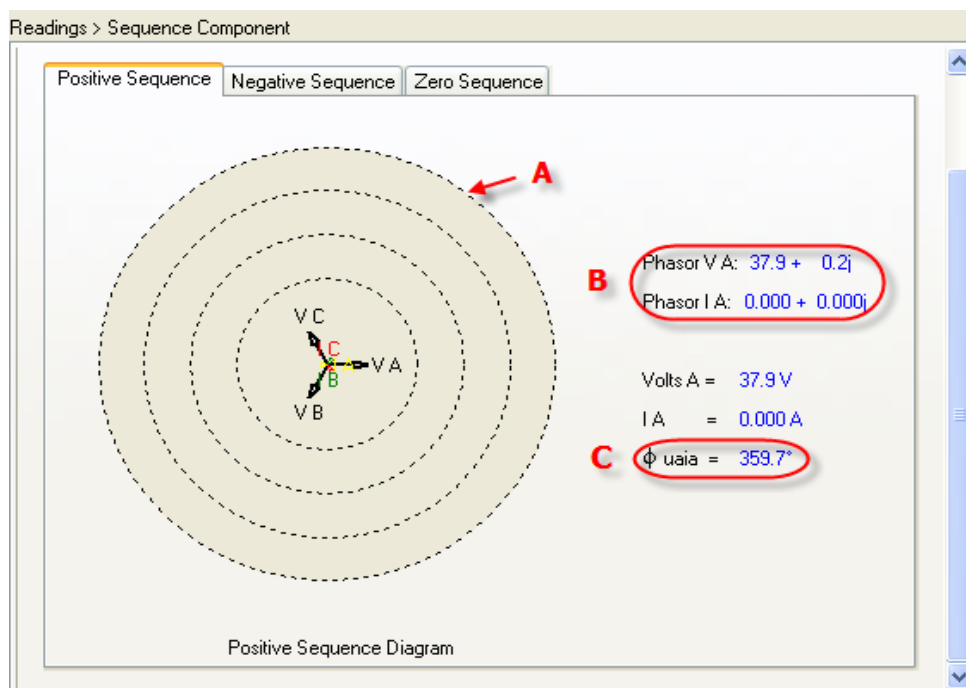 Readings > Sequence Component
Positive Sequence
Negative Sequence
Zero Sequence
A
V C
C
A
V A
B
V B
B
Phasor V A: 37.9 + 0.2j
Phasor I A: 0.000 + 0.000j
Volts A = 37.9 V
I A = 0.000 A
C
ϕ uaia = 359.7°
Positive Sequence Diagram